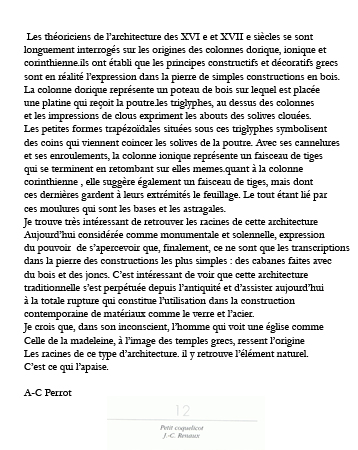 Les théoriciens de l’architecture des XVI e et XVII e siècles se sont
longuement interrogés sur les origines des colonnes dorique, ionique et
corinthienne.ils ont établi que les principes constructifs et décoratifs grecs
sont en réalité l’expression dans la pierre de simples constructions en bois.
La colonne dorique représente un poteau de bois sur lequel est placée
une platine qui reçoit la poutre.les triglyphes, au dessus des colonnes
et les impressions de clous expriment les abouts des solives clouées.
Les petites formes trapézoïdales situées sous ces triglyphes symbolisent
des coins qui viennent coincer les solives de la poutre. Avec ses cannelures
et ses enroulements, la colonne ionique représente un faisceau de tiges
qui se terminent en retombant sur elles memes.quant à la colonne
corinthienne , elle suggère également un faisceau de tiges, mais dont
ces dernières gardent à leurs extrémités le feuillage. Le tout étant lié par
ces moulures qui sont les bases et les astragales.
Je trouve très intéressant de retrouver les racines de cette architecture
Aujourd’hui considérée comme monumentale et solennelle, expression
du pouvoir de s’apercevoir que, finalement, ce ne sont que les transcriptions
dans la pierre des constructions les plus simples : des cabanes faites avec
du bois et des joncs. C’est intéressant de voir que cette architecture
traditionnelle s’est perpétuée depuis l’antiquité et d’assister aujourd’hui
à la totale rupture qui constitue l’utilisation dans la construction
contemporaine de matériaux comme le verre et l’acier.
Je crois que, dans son inconscient, l’homme qui voit une église comme
Celle de la madeleine, à l’image des temples grecs, ressent l’origine
Les racines de ce type d’architecture. il y retrouve l’élément naturel.
C’est ce qui l’apaise.
A-C Perrot
12
Petit coquelicot
J.-C. Renaux